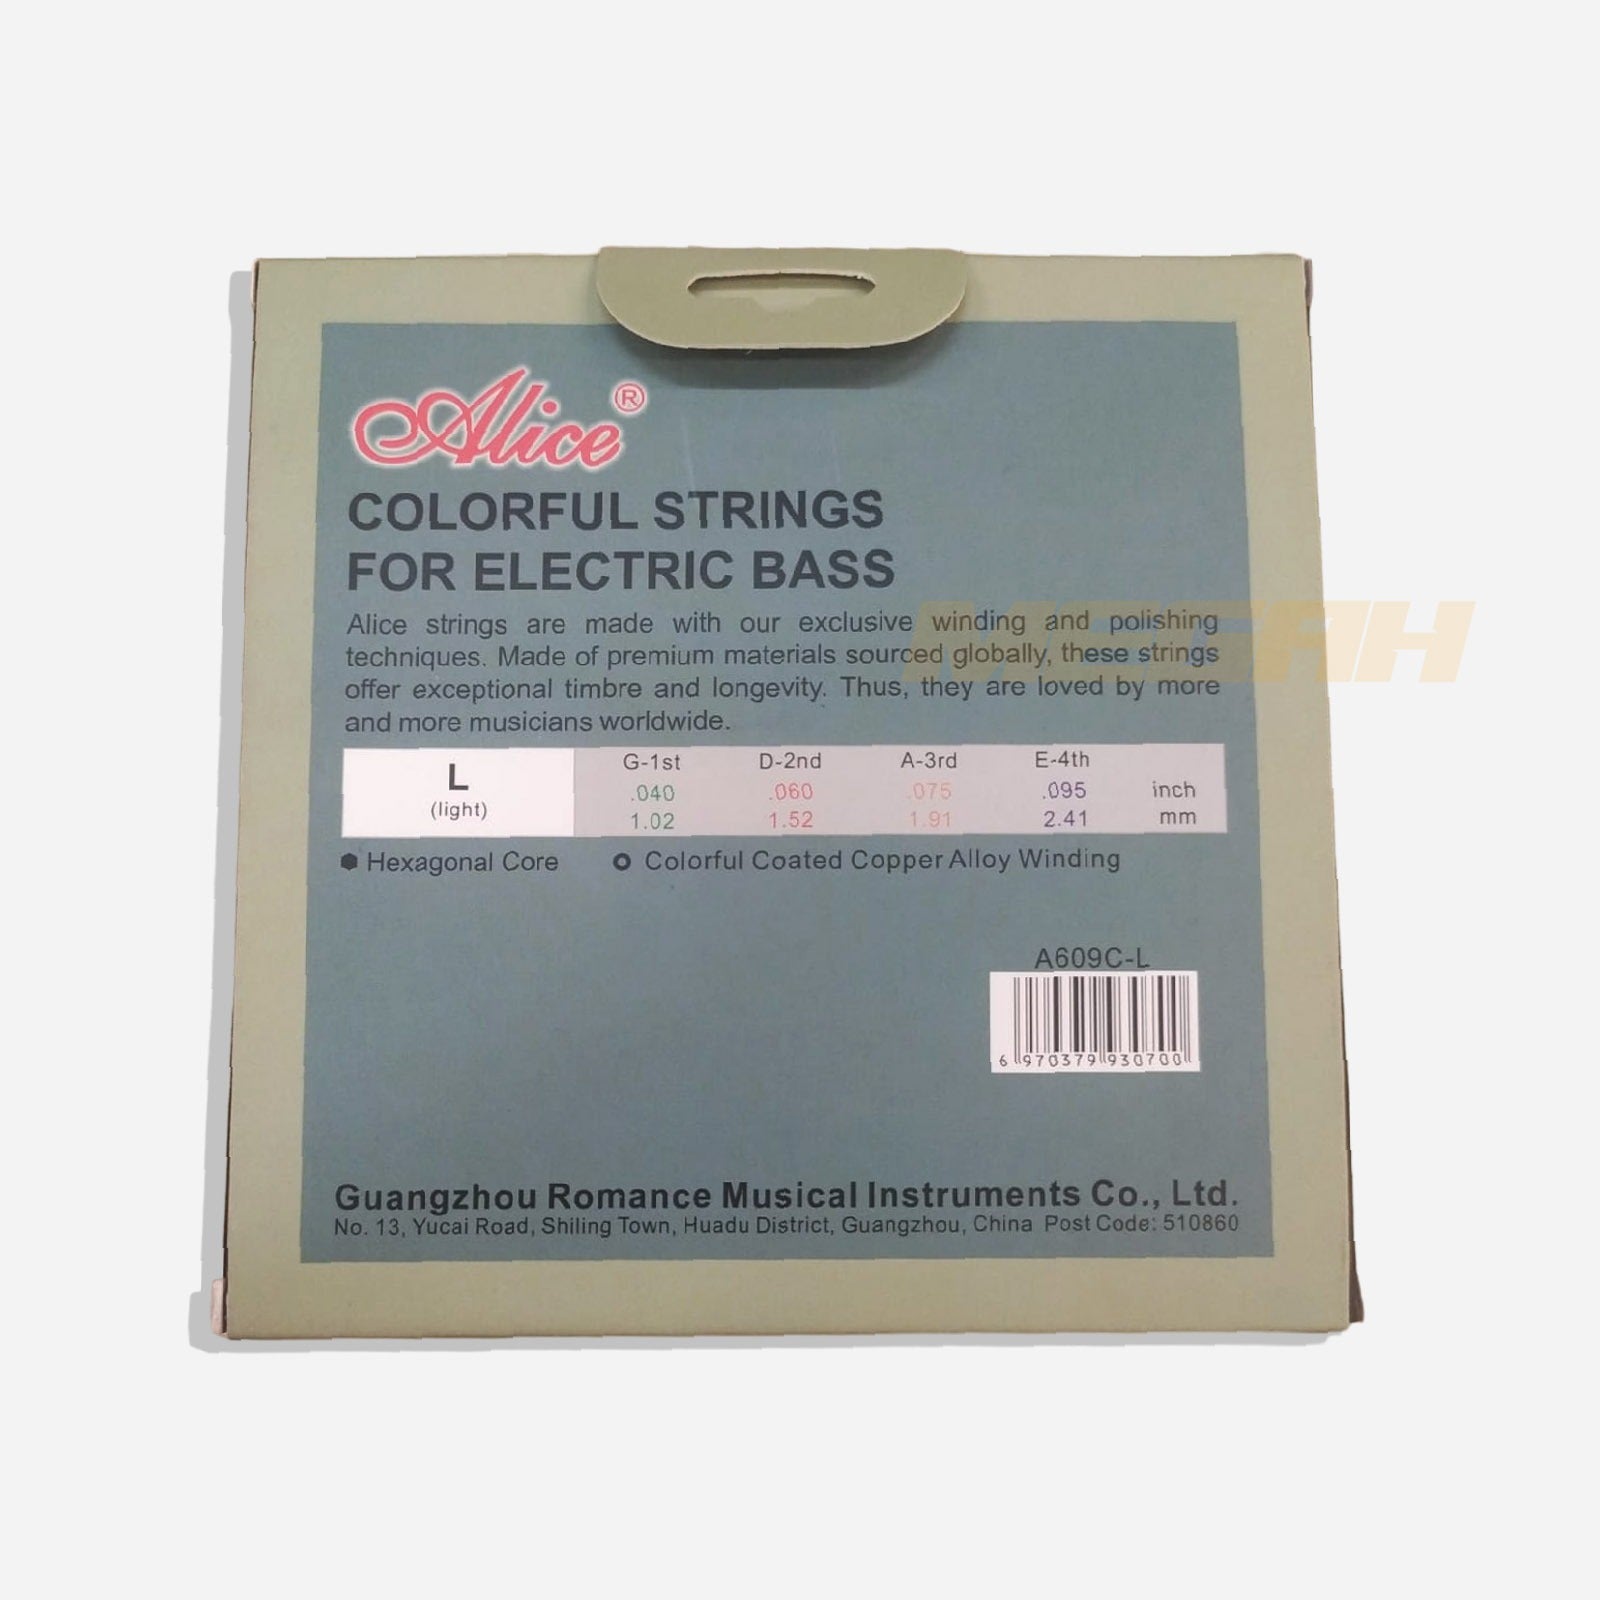 Alice®
COLORFUL STRINGS
FOR ELECTRIC BASS
Alice strings are made with our exclusive winding and polishing
techniques. Made of premium materials sourced globally, these strings
offer exceptional timbre and longevity. Thus, they are loved by more
and more musicians worldwide.
L G-1st D-2nd A-3rd E-4th
(light) .040 .060 .075 .095 inch
1.02 1.52 1.91 2.41 mm
Hexagonal Core Colorful Coated Copper Alloy Winding
A609C-L
6 970379 930700
Guangzhou Romance Musical Instruments Co., Ltd.
No. 13, Yucai Road, Shiling Town, Huadu District, Guangzhou, China Post Code: 510860
MEGAH